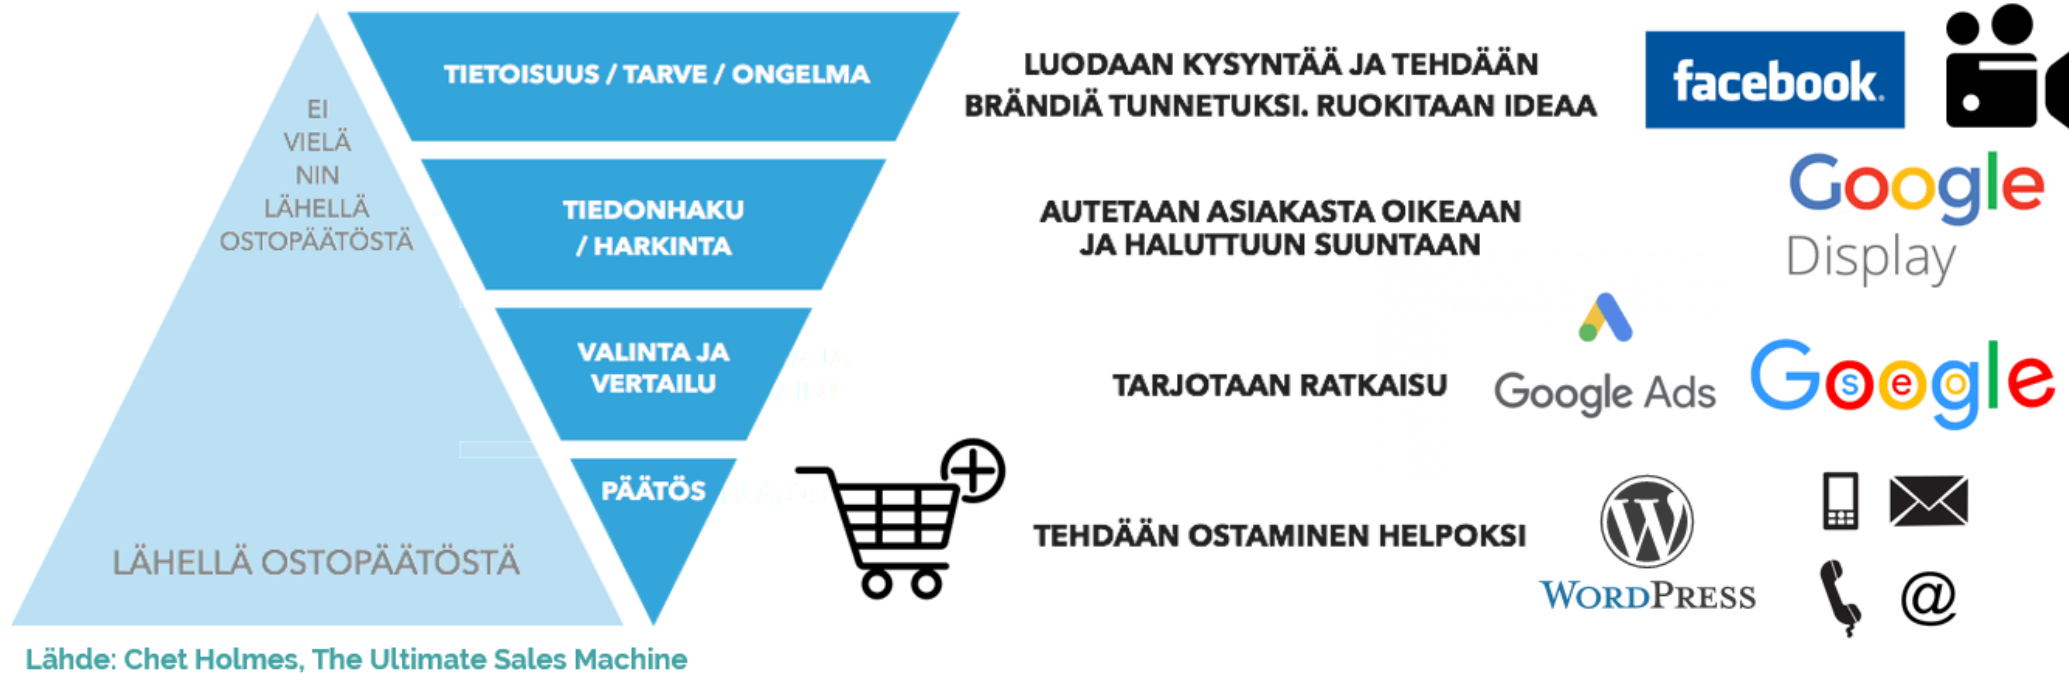 EI
VIELÄ
NIN
LÄHELLÄ
OSTOPÄÄTÖSTÄ
LÄHELLÄ OSTOPÄÄTÖSTÄ
TIETOISUUS / TARVE / ONGELMA
LUODAAN KYSYNTÄÄ JA TEHDÄÄN
BRÄNDIÄ TUNNETUKSI. RUOKITAAN IDEAA
facebook.
TIEDONHAKU
/ HARKINTA
AUTETAAN ASIAKASTA OIKEAAN
JA HALUTTUUN SUUNTAAN
Google
Display
VALINTA JA
VERTAILU
TARJOTAAN RATKAISU
Google Ads
Google
seo
PÄÄTÖS
TEHDÄÄN OSTAMINEN HELPOKSI
W
WORDPRESS
@
Lähde: Chet Holmes, The Ultimate Sales Machine